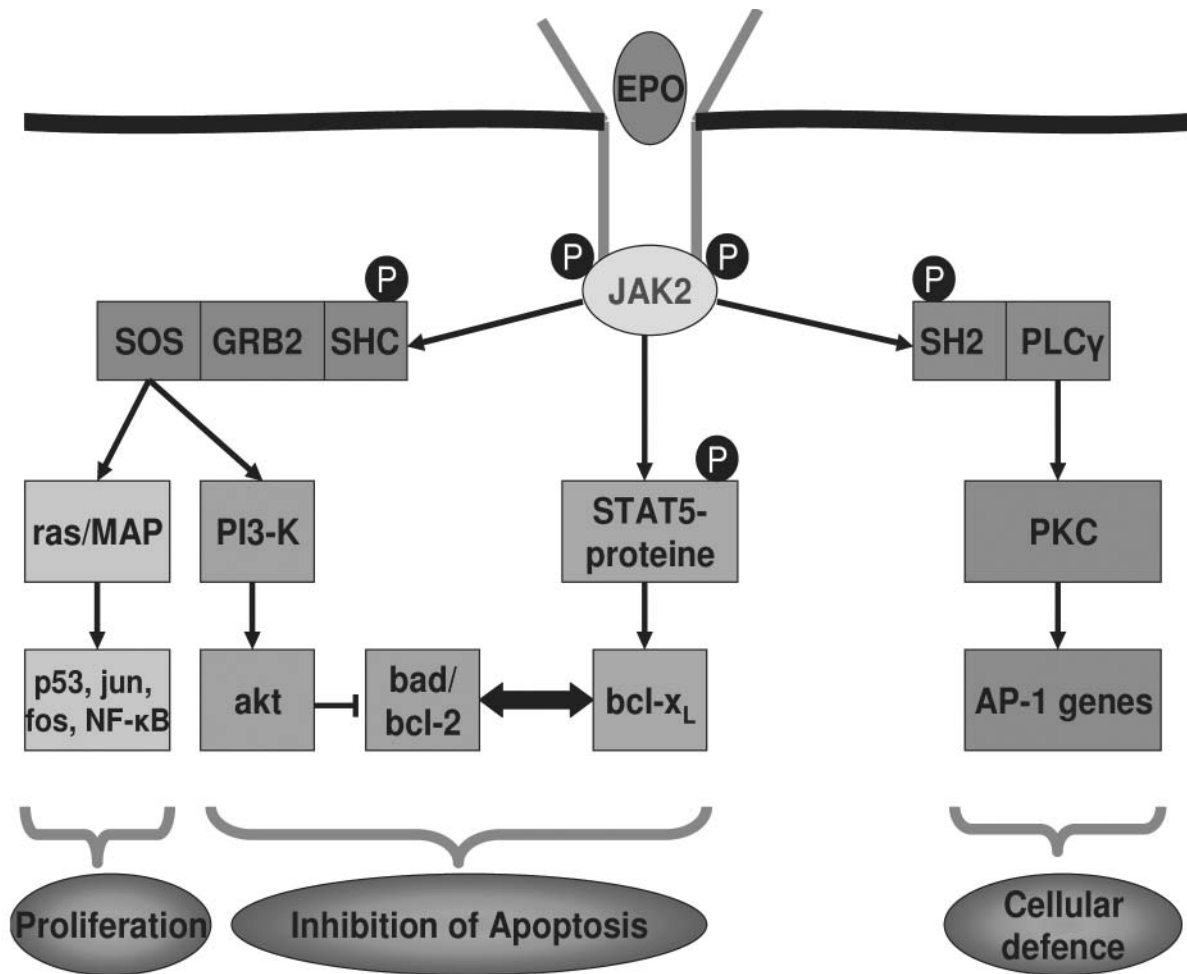 EPO
P
P
JAK2
P
SOS GRB2 SHC
P
SH2 PLCγ
ras/MAP
PI3-K
P
STAT5-
proteine
PKC
p53, jun,
fos, NF-κB
akt
bad/
bcl-2
bcl-xL
AP-1 genes
Proliferation
Inhibition of Apoptosis
Cellular
defence